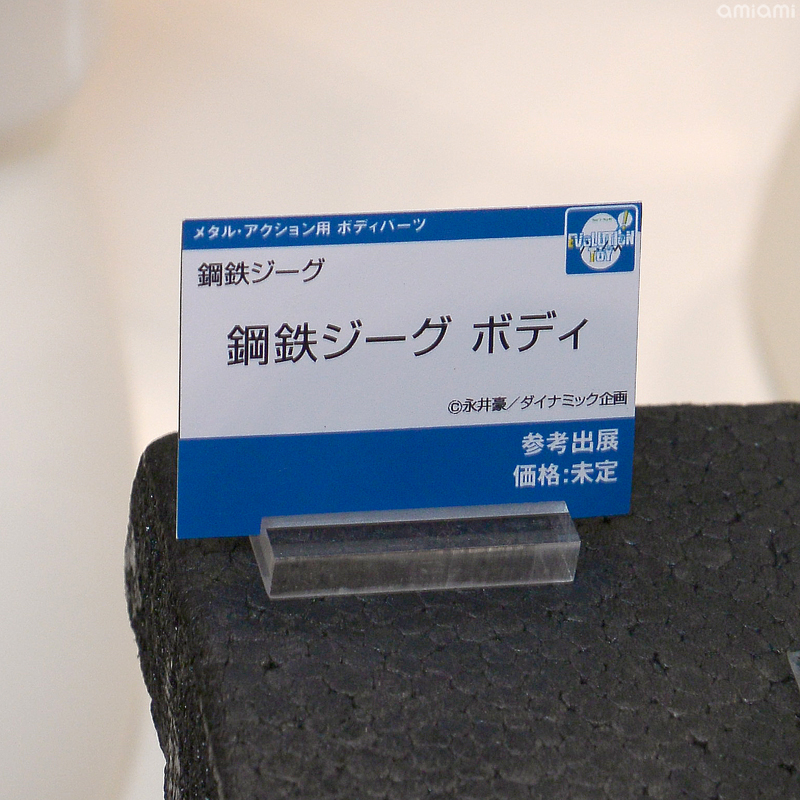 amiami
メタル・アクション用 ボディパーツ
EVOLUTION
TOY
鋼鉄ジーグ
鋼鉄ジーグ ボディ
©永井豪／ダイナミック企画
参考出展
価格:未定